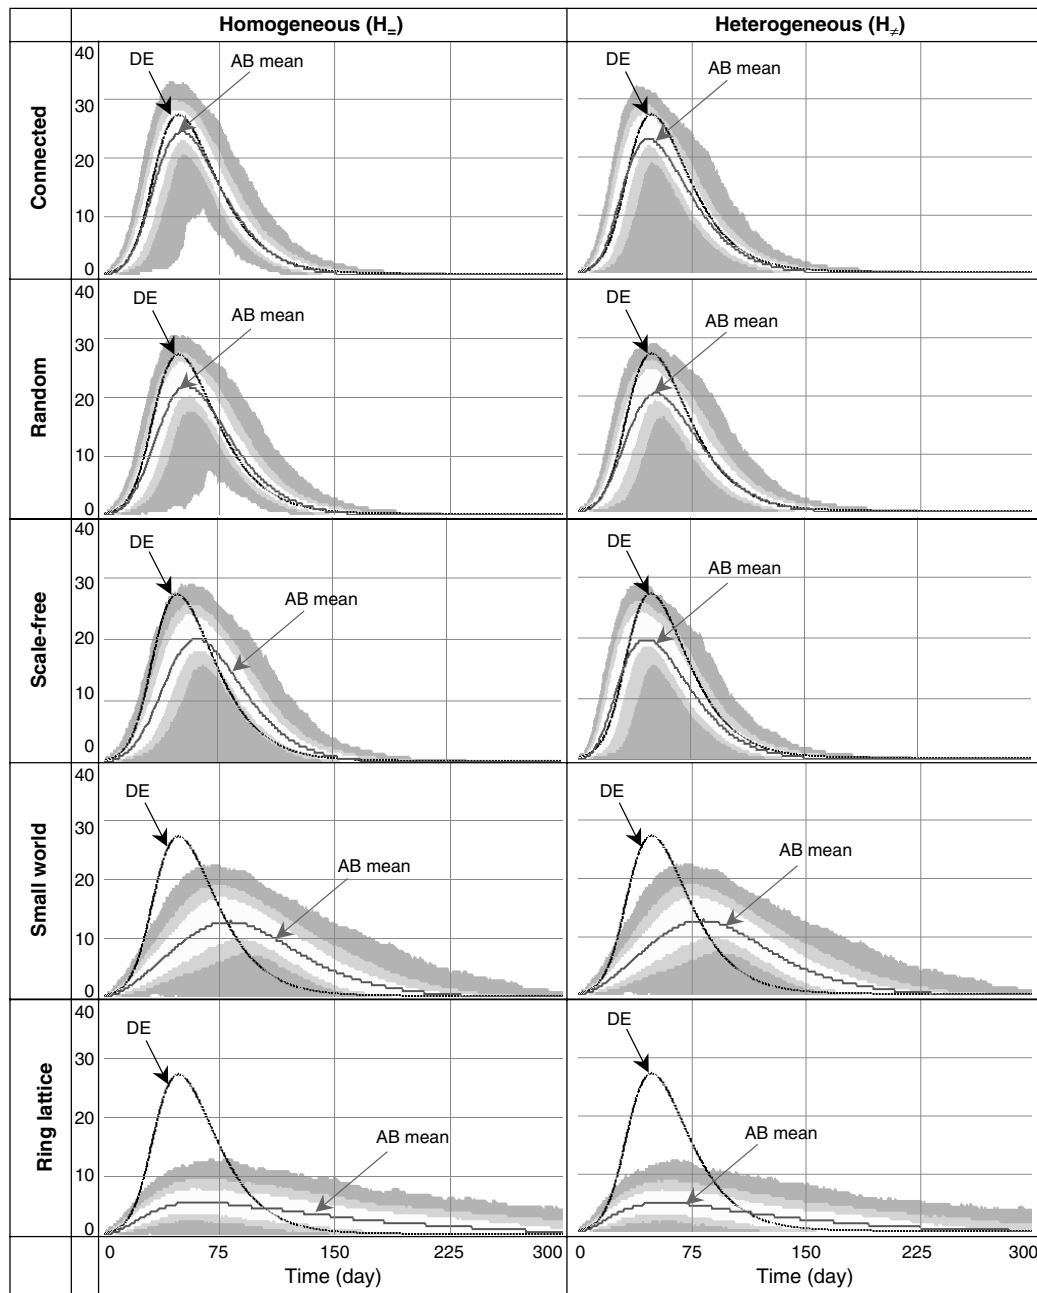 Homogeneous (H=)
Heterogeneous (H≠)
Connected
40
30
20
10
0
DE
AB mean
DE
AB mean
Random
40
30
20
10
0
DE
AB mean
DE
AB mean
Scale-free
40
30
20
10
0
DE
AB mean
DE
AB mean
Small world
40
30
20
10
0
DE
AB mean
DE
AB mean
Ring lattice
40
30
20
10
0
DE
AB mean
DE
AB mean
0 75 150 225 300
0 75 150 225 300
Time (day)
Time (day)